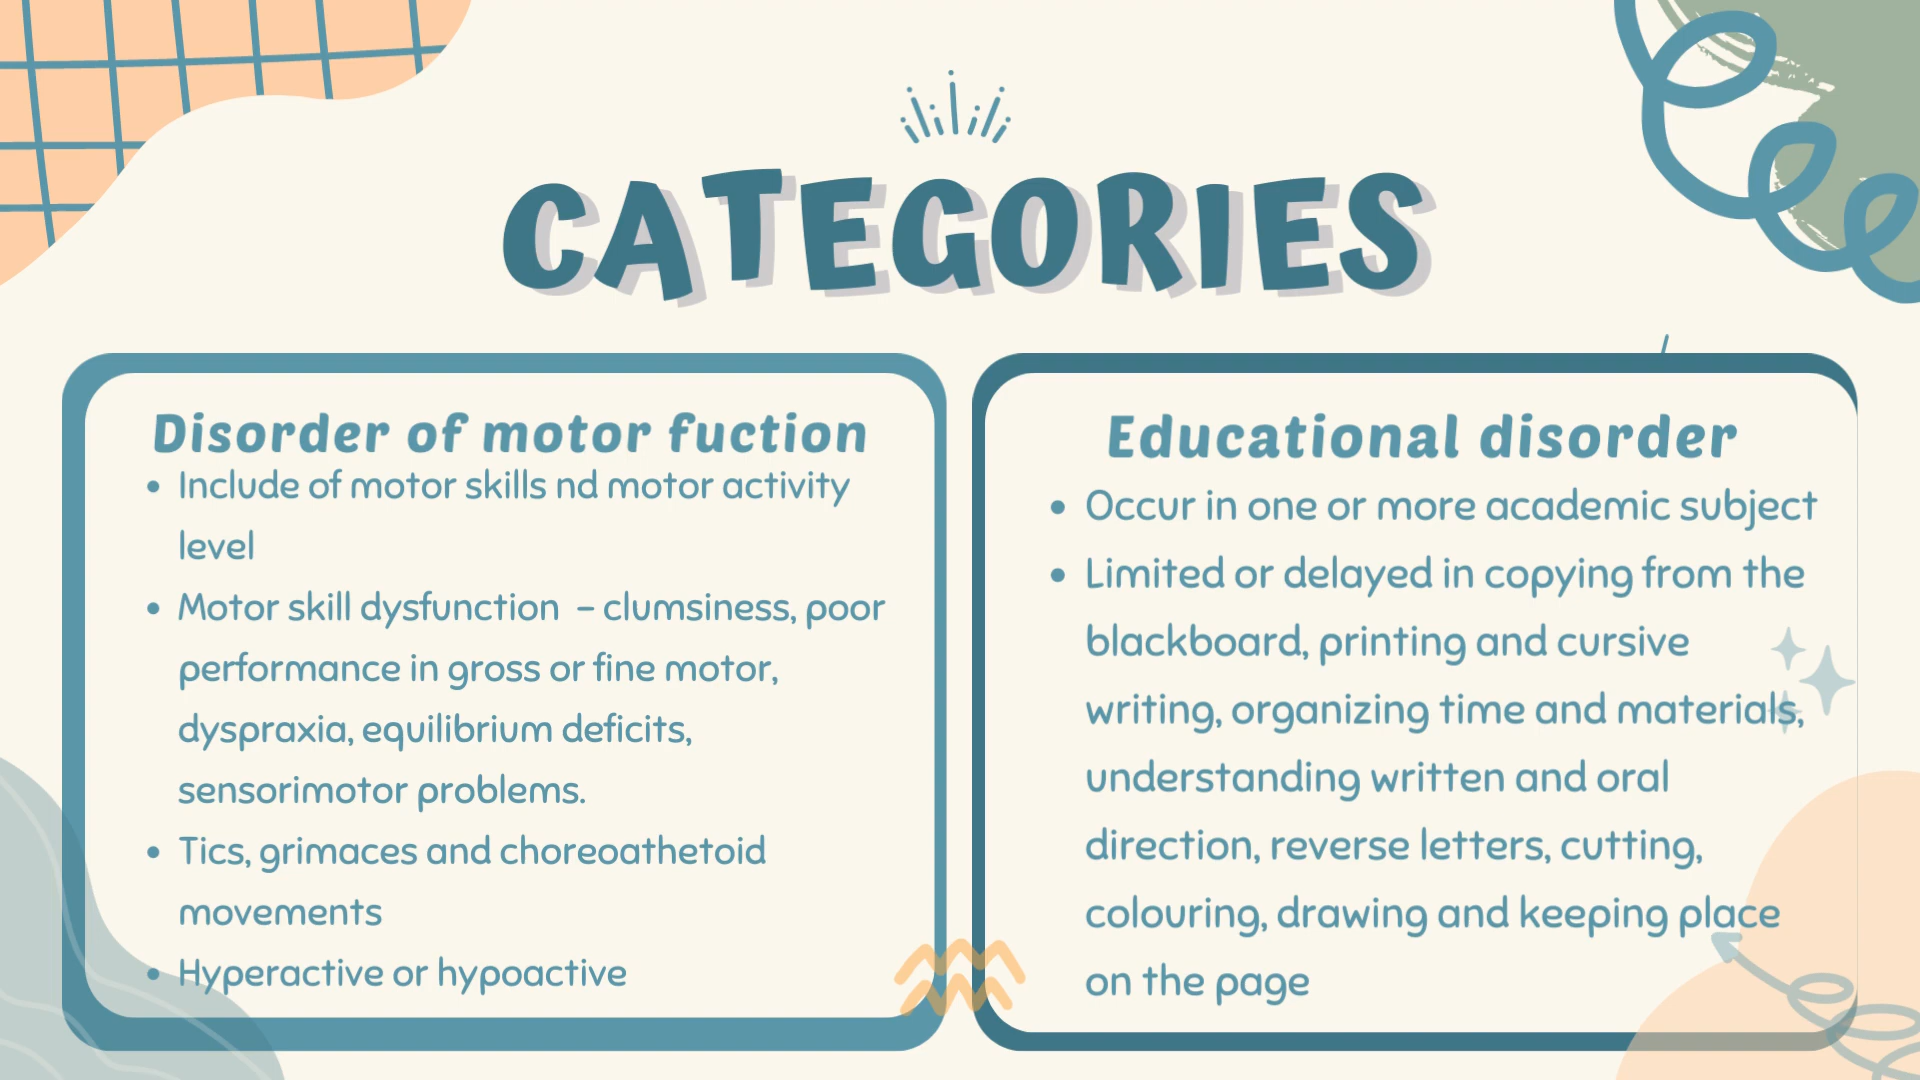 CATEGORIES
Disorder of motor fuction
• Include of motor skills nd motor activity
level
• Motor skill dysfunction – clumsiness, poor
performance in gross or fine motor,
dyspraxia, equilibrium deficits,
sensorimotor problems.
• Tics, grimaces and choreoathetoid
movements
• Hyperactive or hypoactive
Educational disorder
• Occur in one or more academic subject
• Limited or delayed in copying from the
blackboard, printing and cursive
writing, organizing time and materials,
understanding written and oral
direction, reverse letters, cutting,
colouring, drawing and keeping place
on the page